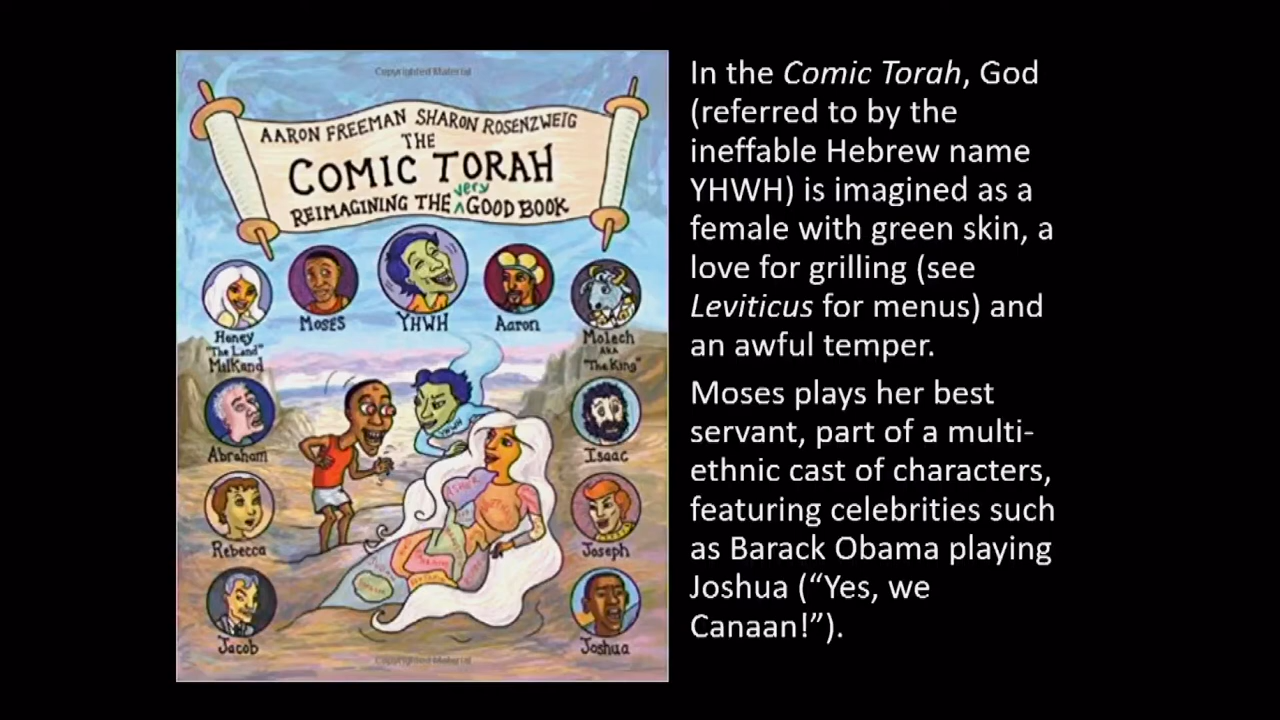 Copyrighted Material
AARON FREEMAN SHARON ROSENZWEIG
THE
COMIC TORAH
very
REIMAGINING THE ^ GOOD BOOK
Honey
"The Land"
MilKand
MOSES
YHWH
Aaron
Molech
AKA
"The King"
Abraham
Isaac
Rebecca
Joseph
Jacob
Joshua
YHWH
ASHER
Copyrighted Material
In the Comic Torah, God
(referred to by the
ineffable Hebrew name
YHWH) is imagined as a
female with green skin, a
love for grilling (see
Leviticus for menus) and
an awful temper.
Moses plays her best
servant, part of a multi-
ethnic cast of characters,
featuring celebrities such
as Barack Obama playing
Joshua (“Yes, we
Canaan!”).